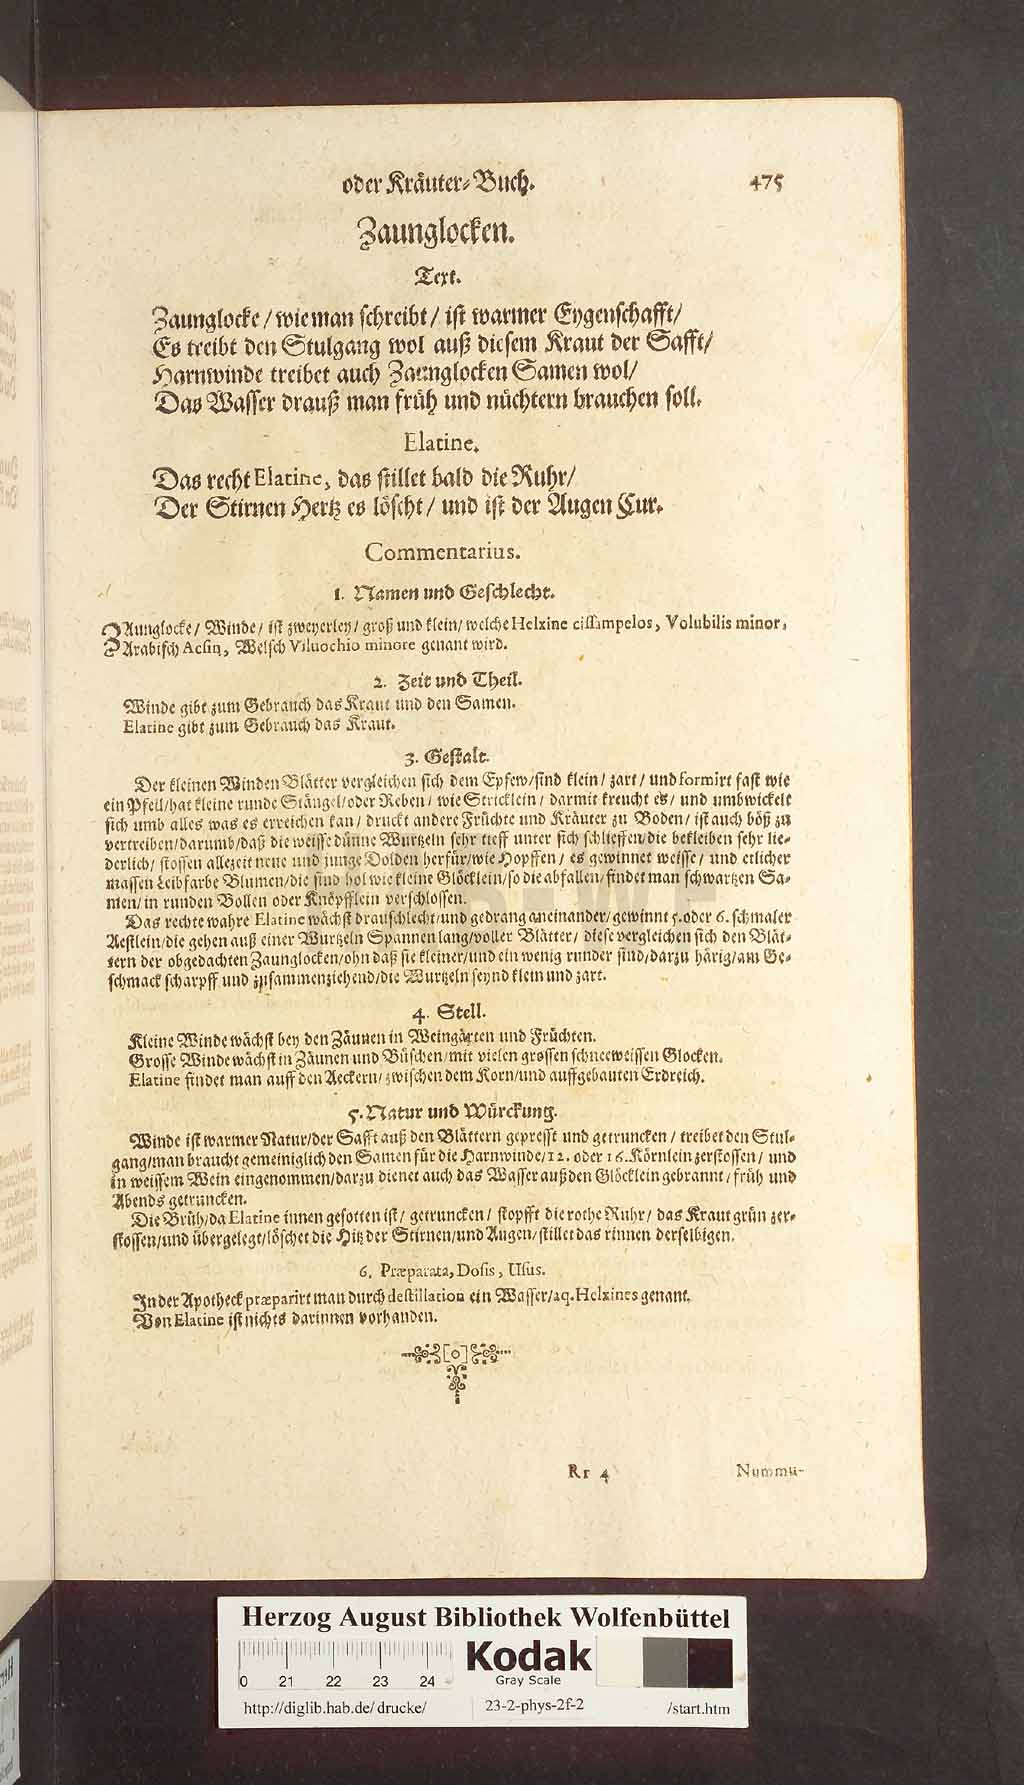 oder Kräuter-Buch. 475
Zaunglocken.
Text.
Zaunglocke / wie man schreibt / ist warmer Eygenschafft /
Es treibt den Stulgang wol auß diesem Kraut der Safft /
Harnwinde treibet auch Zaunglocken Samen wol /
Das Wasser drauß man früh und nüchtern brauchen soll.
Elatine.
Das recht Elatine, das stillet bald die Ruhr /
Der Stirnen Hertz es löscht / und ist der Augen Cur.
Commentarius.
1. Namen und Geschlecht.
ZAunglocke / Winde / ist zweyerley / groß und klein / welche Helxine cissampelos, Volubilis minor,
Arabisch Acsin, Welsch Viluochio minore genant wird.
2. Zeit und Theil.
Winde gibt zum Gebrauch das Kraut und den Samen.
Elatine gibt zum Gebrauch das Kraut.
3. Gestalt.
Der kleinen Winden Blätter vergleichen sich dem Epfew / sind klein / zart / und formirt fast wie
ein Pfeil / hat kleine runde Stängel / oder Reben / wie Stricklein / darmit kreucht es / und umbwickelt
sich umb alles was es erreichen kan / druckt andere Früchte und Kräuter zu Boden / ist auch böß zu
vertreiben / darumb / daß die weisse dünne Wurtzeln sehr tieff unter sich schlieffen / die bekleiben sehr lie-
derlich / stossen allezeit neue und junge Dolden herfür / wie Hopffen / es gewinnet weisse / und etlicher
massen Leibfarbe Blumen / die sind hol wie kleine Glöcklein / so die abfallen / findet man schwartzen Sa-
men / in runden Bollen oder Knöpfflein verschlossen.
Das rechte wahre Elatine wächst drauschlecht / und gedrang aneinander / gewinnt 5. oder 6. schmaler
Aestlein / die gehen auß einer Wurtzeln Spannen lang / voller Blätter / diese vergleichen sich den Blät-
tern der obgedachten Zaunglocken / ohn daß sie kleiner / und ein wenig runder sind / darzu härig / am Ge-
schmack scharpff und zusammenziehend / die Wurtzeln seynd klein und zart.
4. Stell.
Kleine Winde wächst bey den Zäunen in Weingärten und Früchten.
Grosse Winde wächst in Zäunen und Büschen / mit vielen grossen schneeweissen Glocken.
Elatine findet man auff den Aeckern / zwischen dem Korn / und auffgebauten Erdreich.
5. Natur und Würckung.
Winde ist warmer Natur / der Safft auß den Blättern gepresst und getruncken / treibet den Stul-
gang / man braucht gemeiniglich den Samen für die Harnwinde / 12. oder 16. Körnlein zerstossen / und
in weissem Wein eingenommen / darzu dienet auch das Wasser auß den Glöcklein gebrannt / früh und
Abends getruncken.
Die Brüh / da Elatine innen gesotten ist / getruncken / stopfft die rothe Ruhr / das Kraut grün zer-
stossen / und übergelegt / löschet die Hitz der Stirnen / und Augen / stillet das rinnen derselbigen.
6. Præparata, Dosis, Usus.
In der Apotheck præparirt man durch destillation ein Wasser / aq. Helxines genant.
Von Elatine ist nichts darinnen vorhanden.
Rr 4 Nummu-
Herzog August Bibliothek Wolfenbüttel
0 21 22 23 24
Kodak
Gray Scale
http://diglib.hab.de/drucke/ 23-2-phys-2f-2 /start.htm